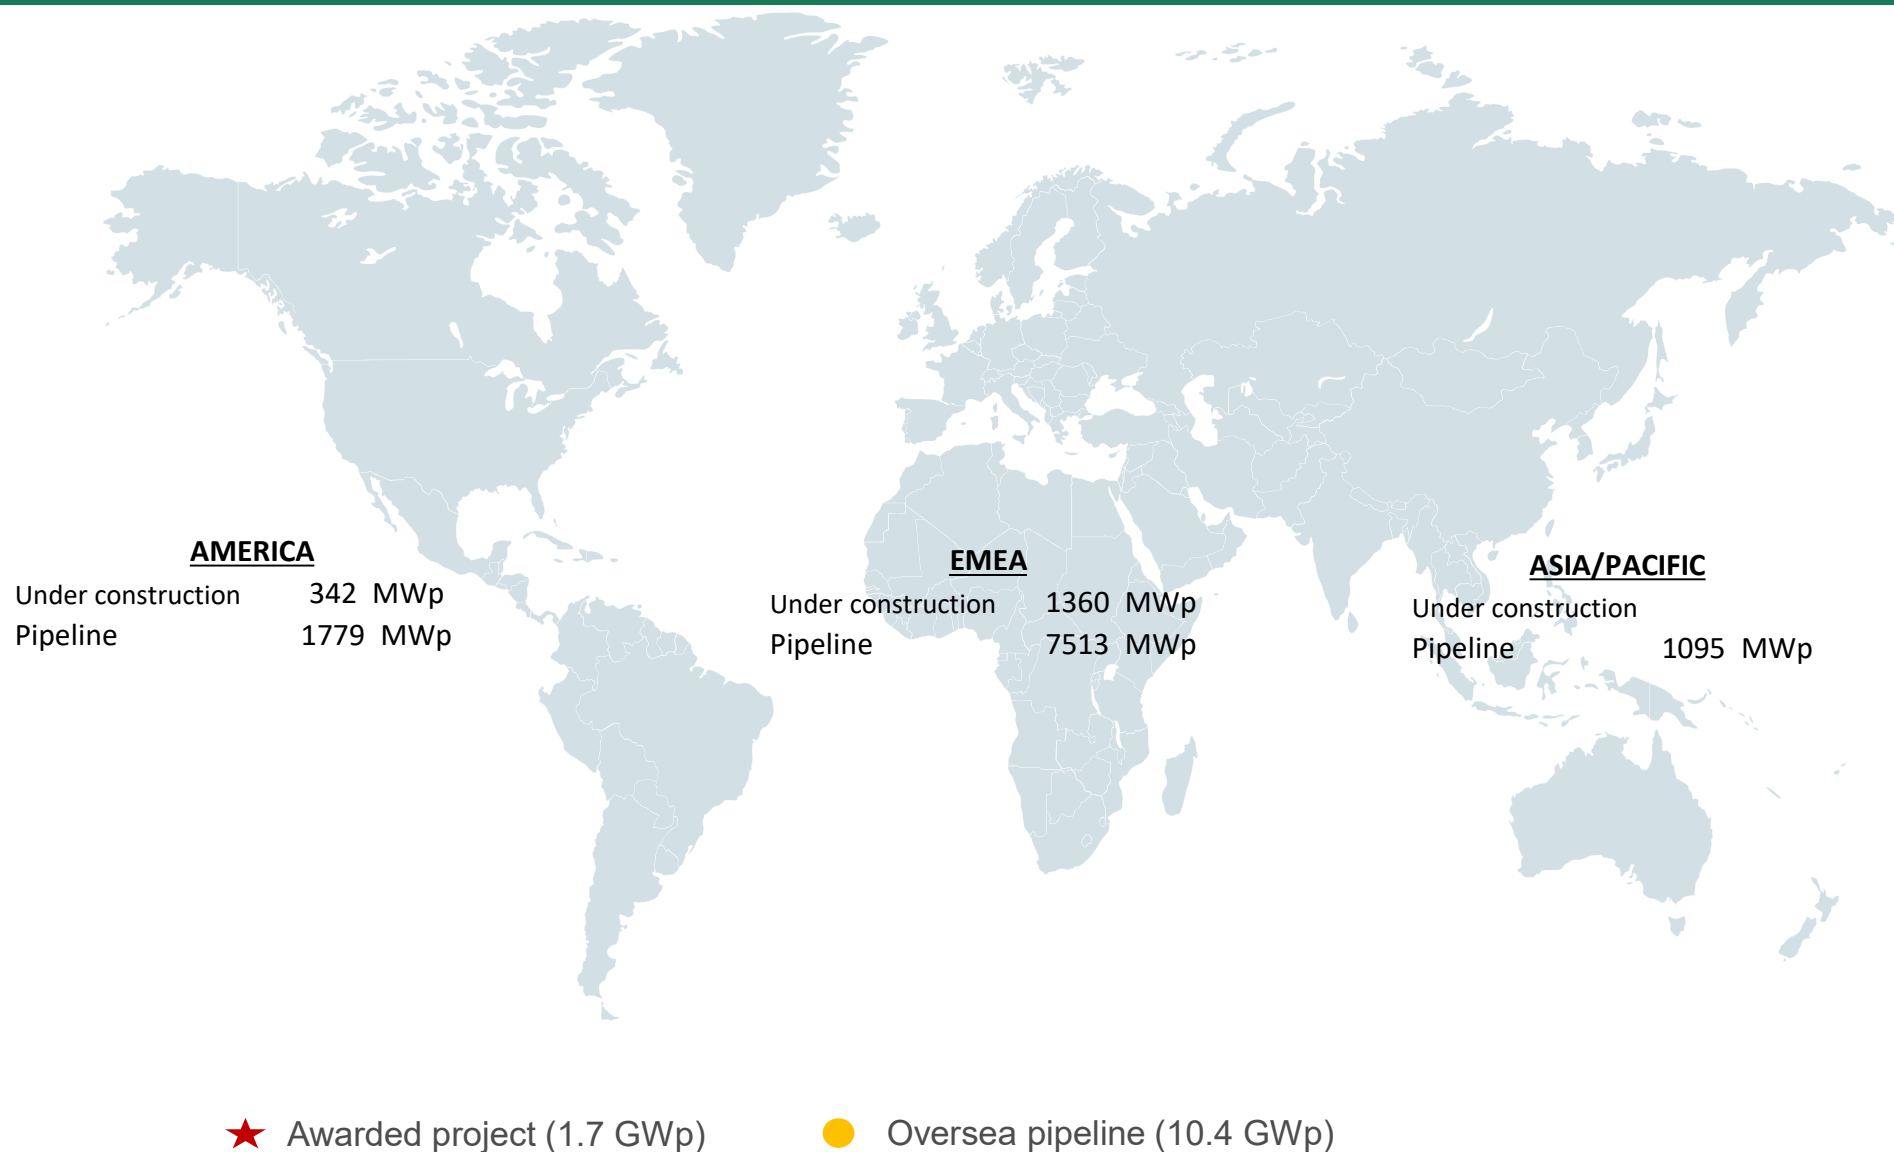 AMERICA
Under construction 342 MWp
Pipeline 1779 MWp
EMEA
Under construction 1360 MWp
Pipeline 7513 MWp
ASIA/PACIFIC
Under construction
Pipeline 1095 MWp
Awarded project (1.7 GWp)
Oversea pipeline (10.4 GWp)